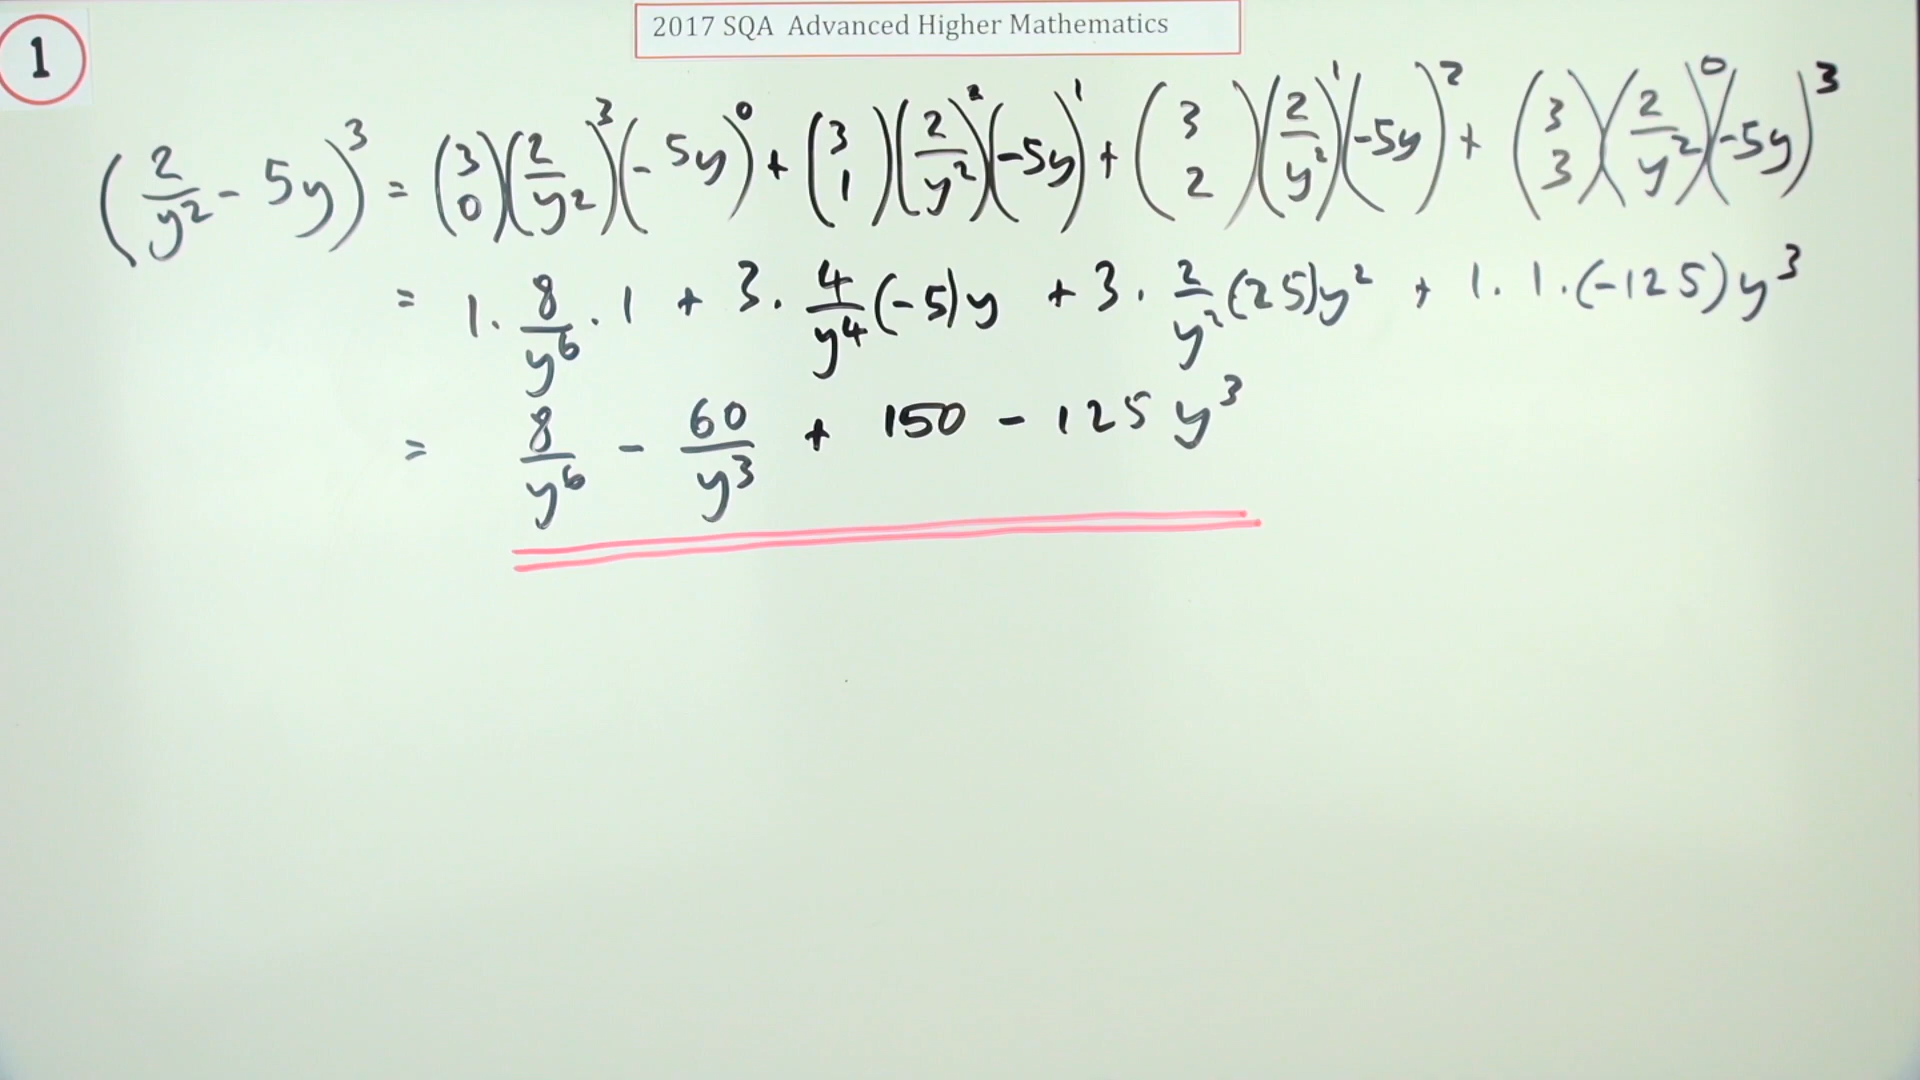 1
2017 SQA Advanced Higher Mathematics
(2/y² - 5y)³ = (3 0)(2/y²)³(-5y)⁰ + (3 1)(2/y²)²(-5y)¹ + (3 2)(2/y²)¹(-5y)² + (3 3)(2/y²)⁰(-5y)³
= 1 . 8/y⁶ . 1 + 3 . 4/y⁴ (-5)y + 3 . 2/y² (25)y² + 1 . 1 . (-125)y³
= 8/y⁶ - 60/y³ + 150 - 125 y³